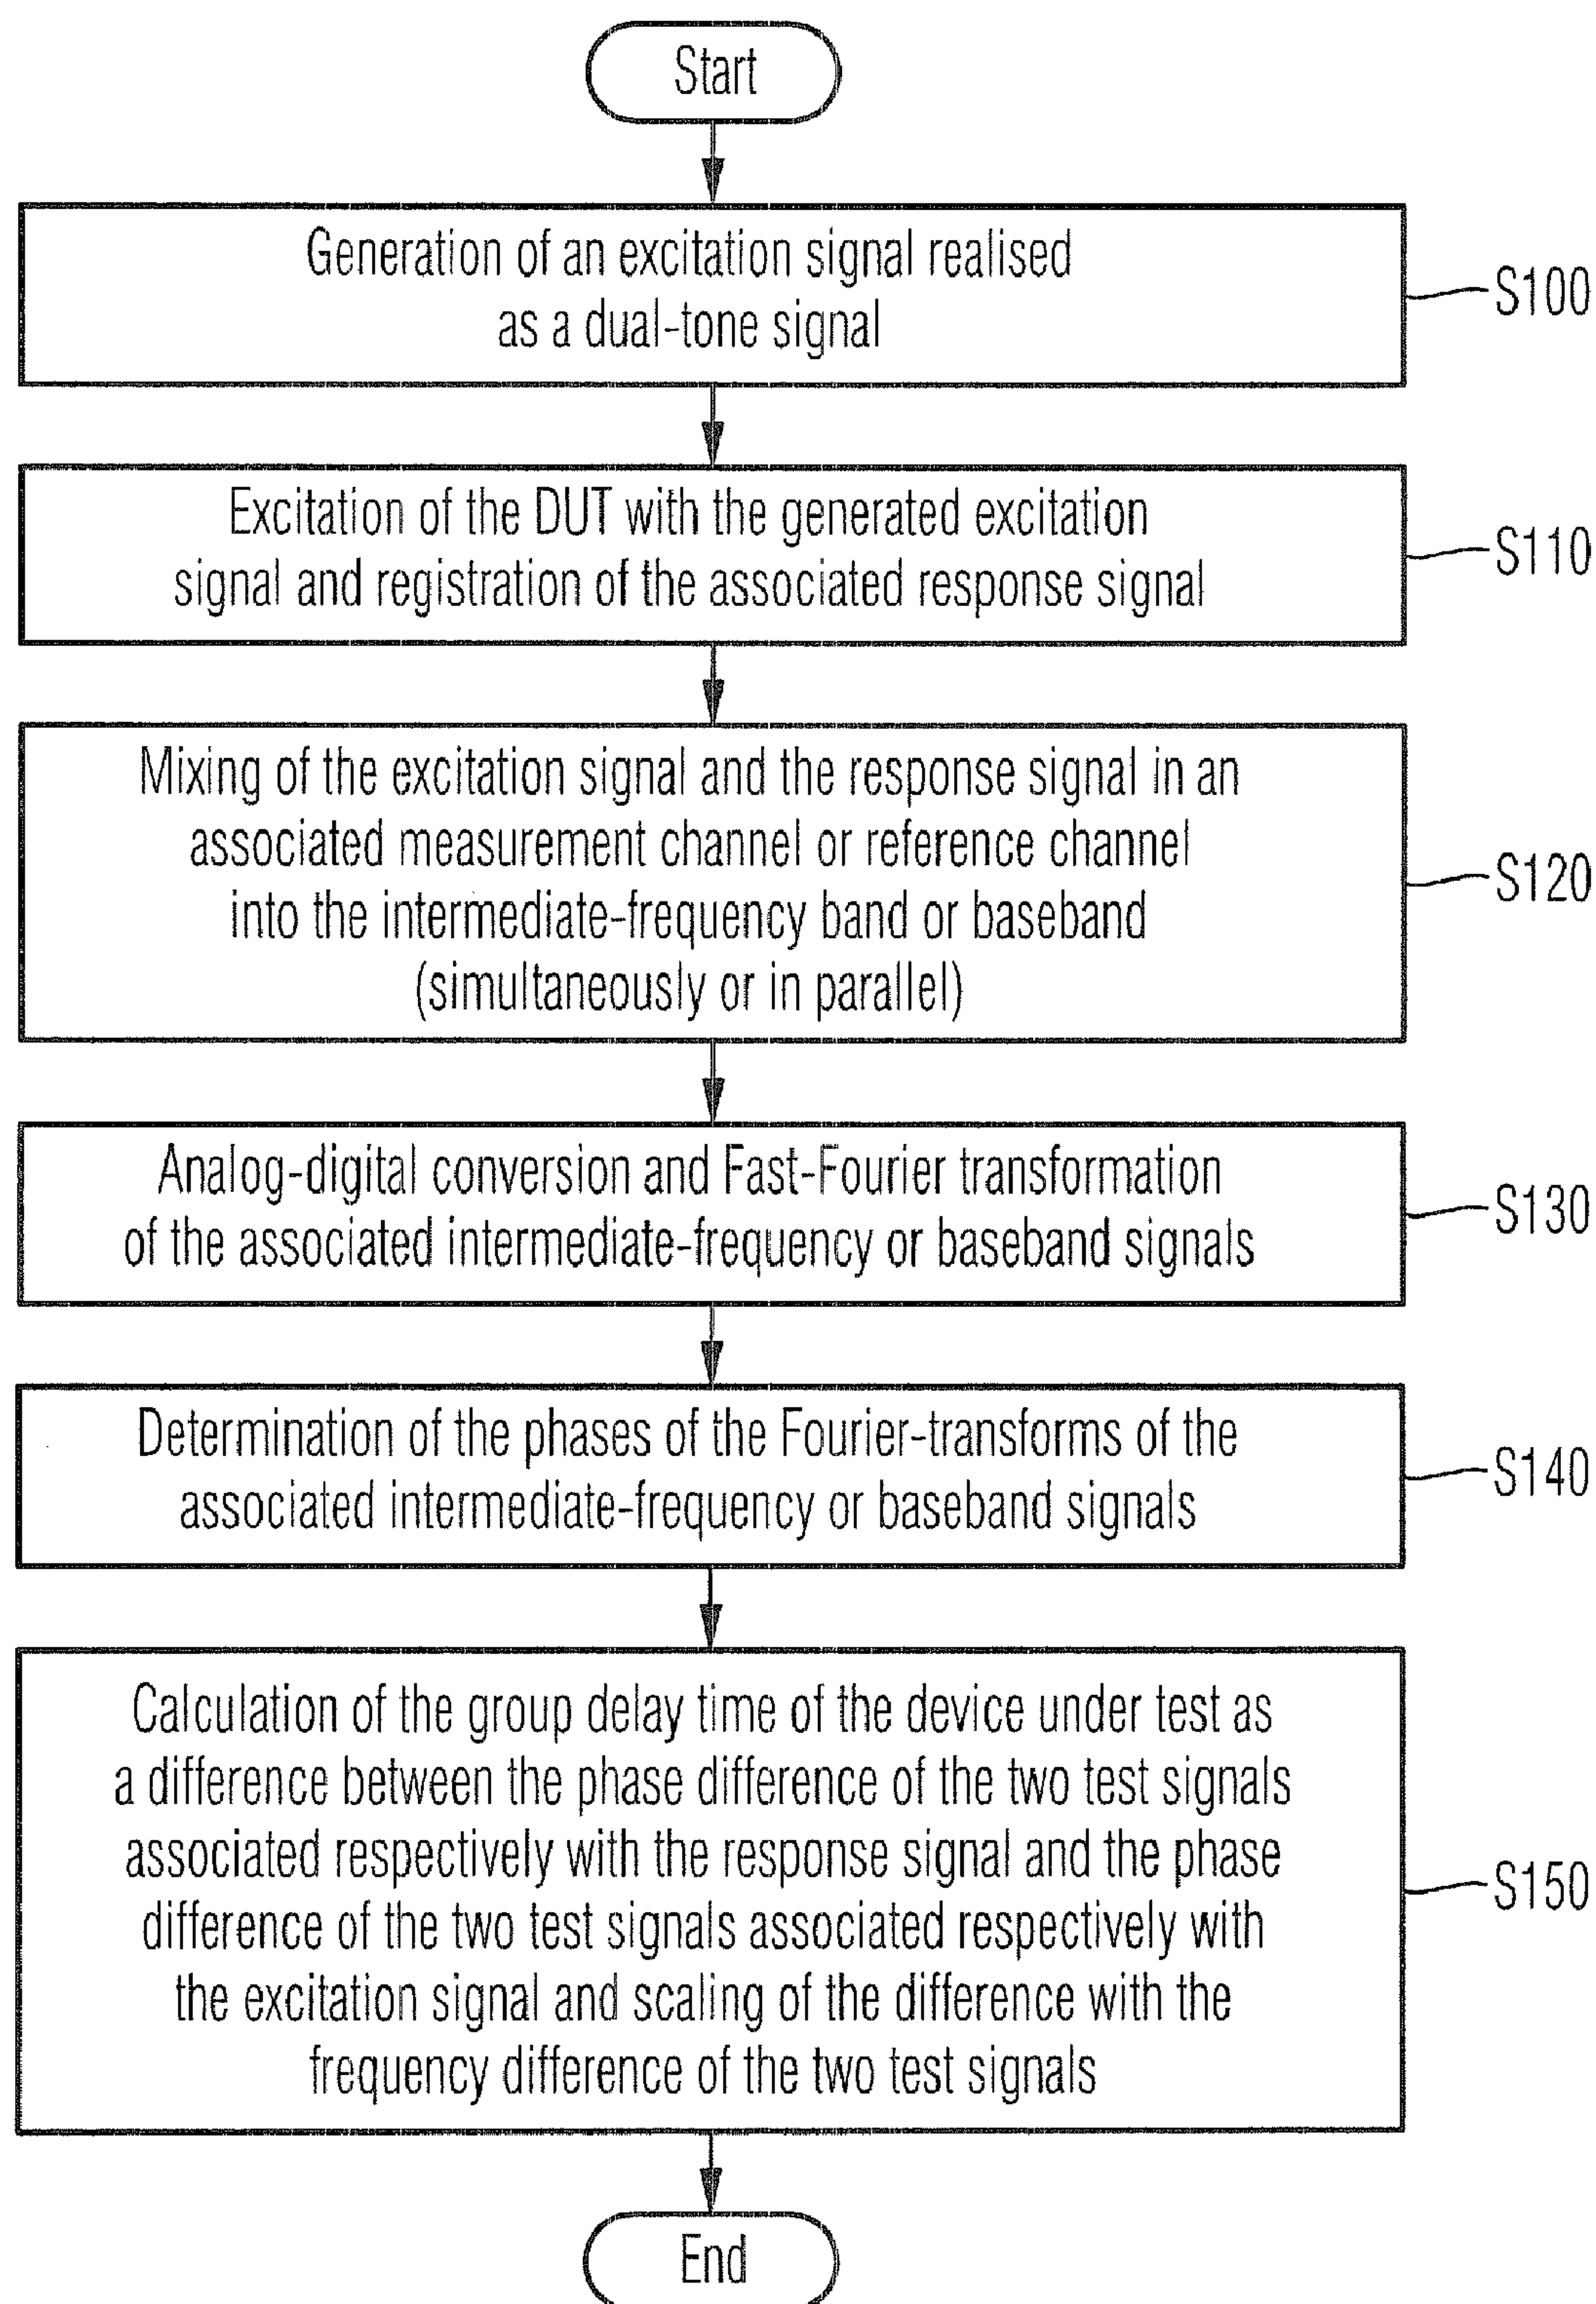 Start
Generation of an excitation signal realised
as a dual-tone signal
S100
Excitation of the DUT with the generated excitation
signal and registration of the associated response signal
S110
Mixing of the excitation signal and the response signal in an
associated measurement channel or reference channel
into the intermediate-frequency band or baseband
(simultaneously or in parallel)
S120
Analog-digital conversion and Fast-Fourier transformation
of the associated intermediate-frequency or baseband signals
S130
Determination of the phases of the Fourier-transforms of the
associated intermediate-frequency or baseband signals
S140
Calculation of the group delay time of the device under test as
a difference between the phase difference of the two test signals
associated respectively with the response signal and the phase
difference of the two test signals associated respectively with
the excitation signal and scaling of the difference with the
frequency difference of the two test signals
S150
End